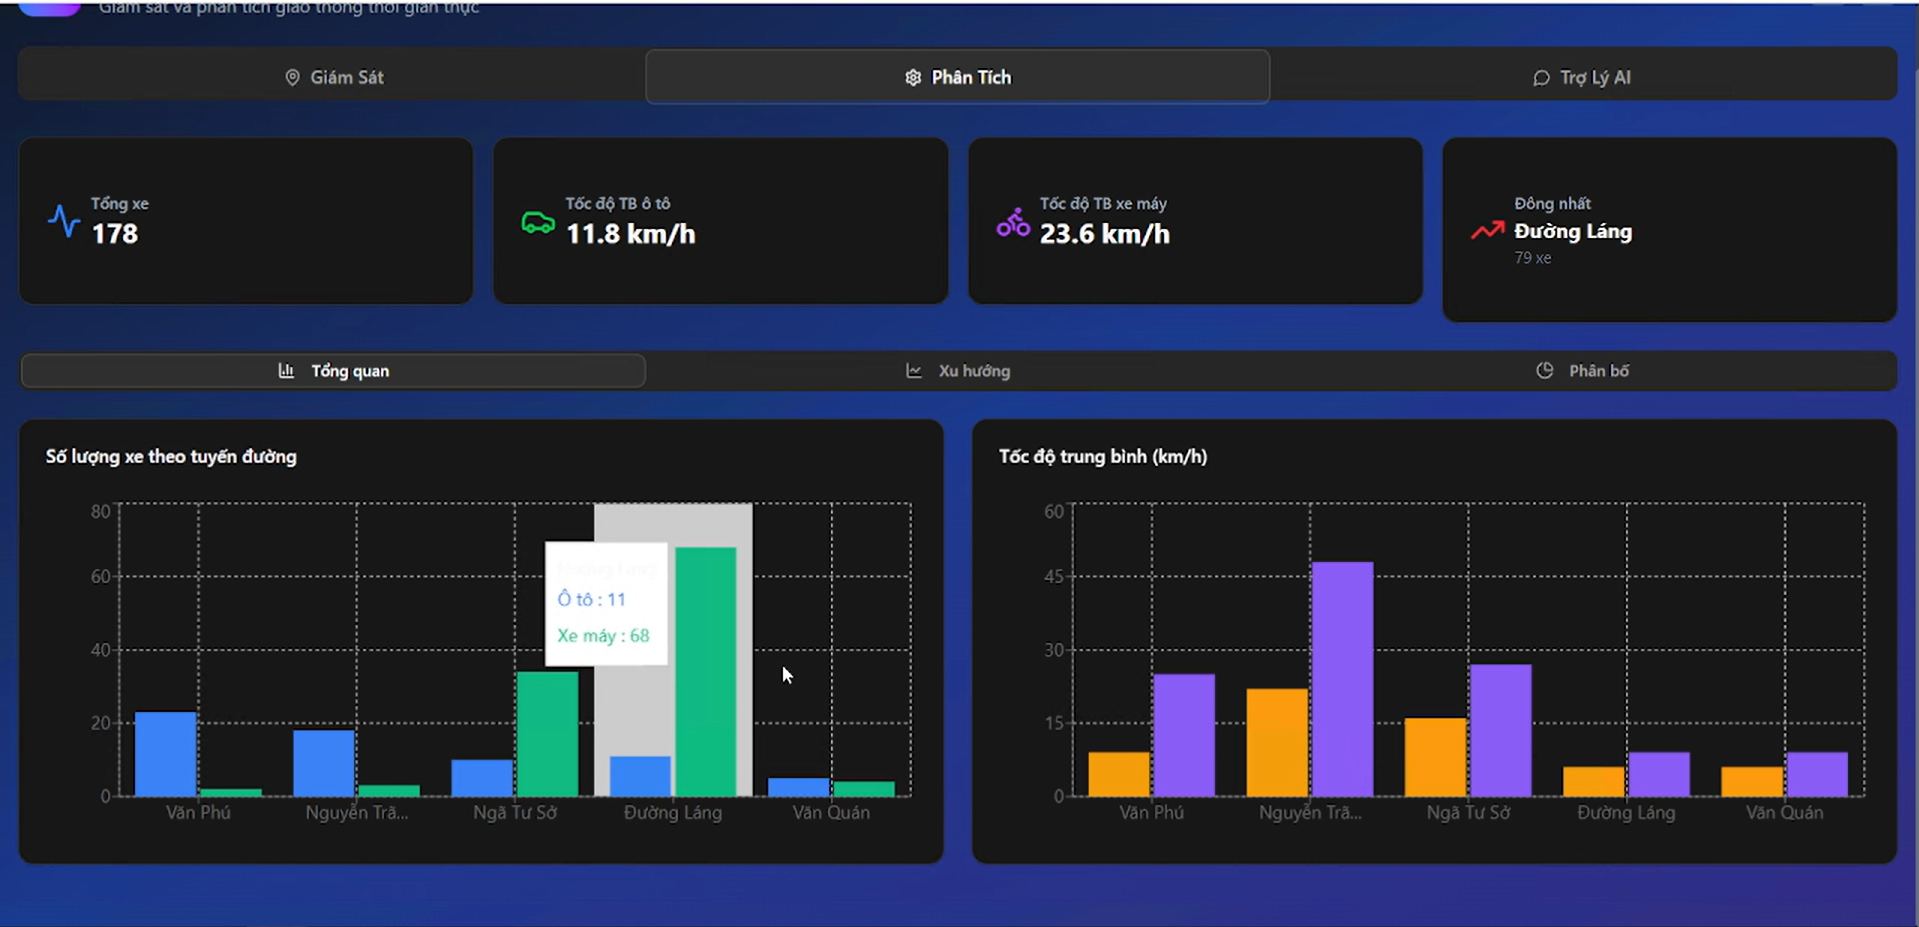 Giám sát và phân tích giao thông thời gian thực
Giám Sát
Phân Tích
Trợ Lý AI
Tổng xe
178
Tốc độ TB ô tô
11.8 km/h
Tốc độ TB xe máy
23.6 km/h
Đông nhất
Đường Láng
79 xe
Tổng quan
Xu hướng
Phân bố
Số lượng xe theo tuyến đường
80
60
40
20
0
Ô tô : 11
Xe máy : 68
Văn Phú
Nguyễn Trã...
Ngã Tư Sở
Đường Láng
Văn Quán
Tốc độ trung bình (km/h)
60
45
30
15
0
Văn Phú
Nguyễn Trã...
Ngã Tư Sở
Đường Láng
Văn Quán